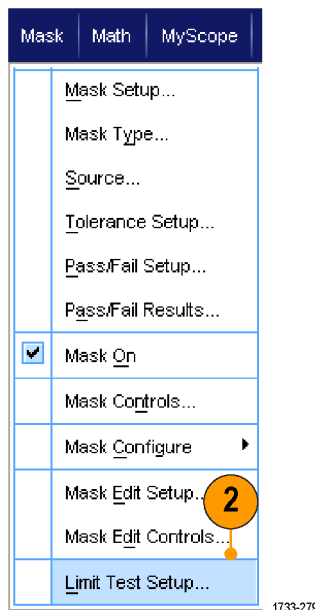 Mask Math MyScope
Mask Setup...
Mask Type...
Source...
Tolerance Setup...
Pass/Fail Setup...
Pass/Fail Results...
Mask On
Mask Controls...
Mask Configure
Mask Edit Setup..
2
Mask Edit Controls...
Limit Test Setup...